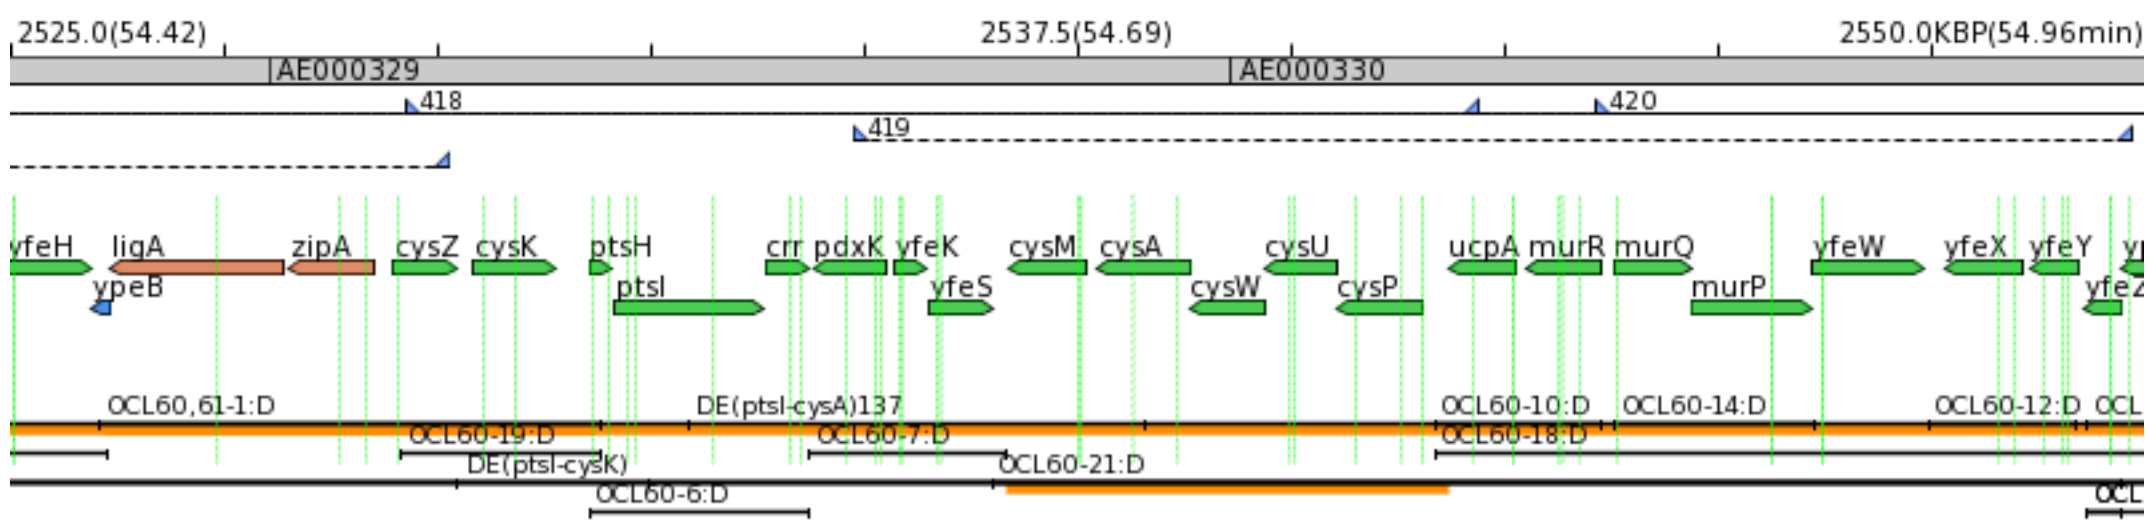 2525.0(54.42) 2537.5(54.69) 2550.0KBP(54.96min)
AE000329 AE000330
418 420
419
yfeH ligA zipA cysZ cysK ptsH crr pdxK yfeK cysM cysA cysU ucpA murR murQ yfeW yfeX yfeY
ypeB ptsI yfeS cysW cysP murP yfeZ
OCL60,61-1:D DE(ptsI-cysA)137 OCL60-10:D OCL60-14:D OCL60-12:D OCL
OCL60-19:D OCL60-7:D OCL60-18:D
DE(ptsI-cysK) OCL60-21:D
OCL60-6:D OCL